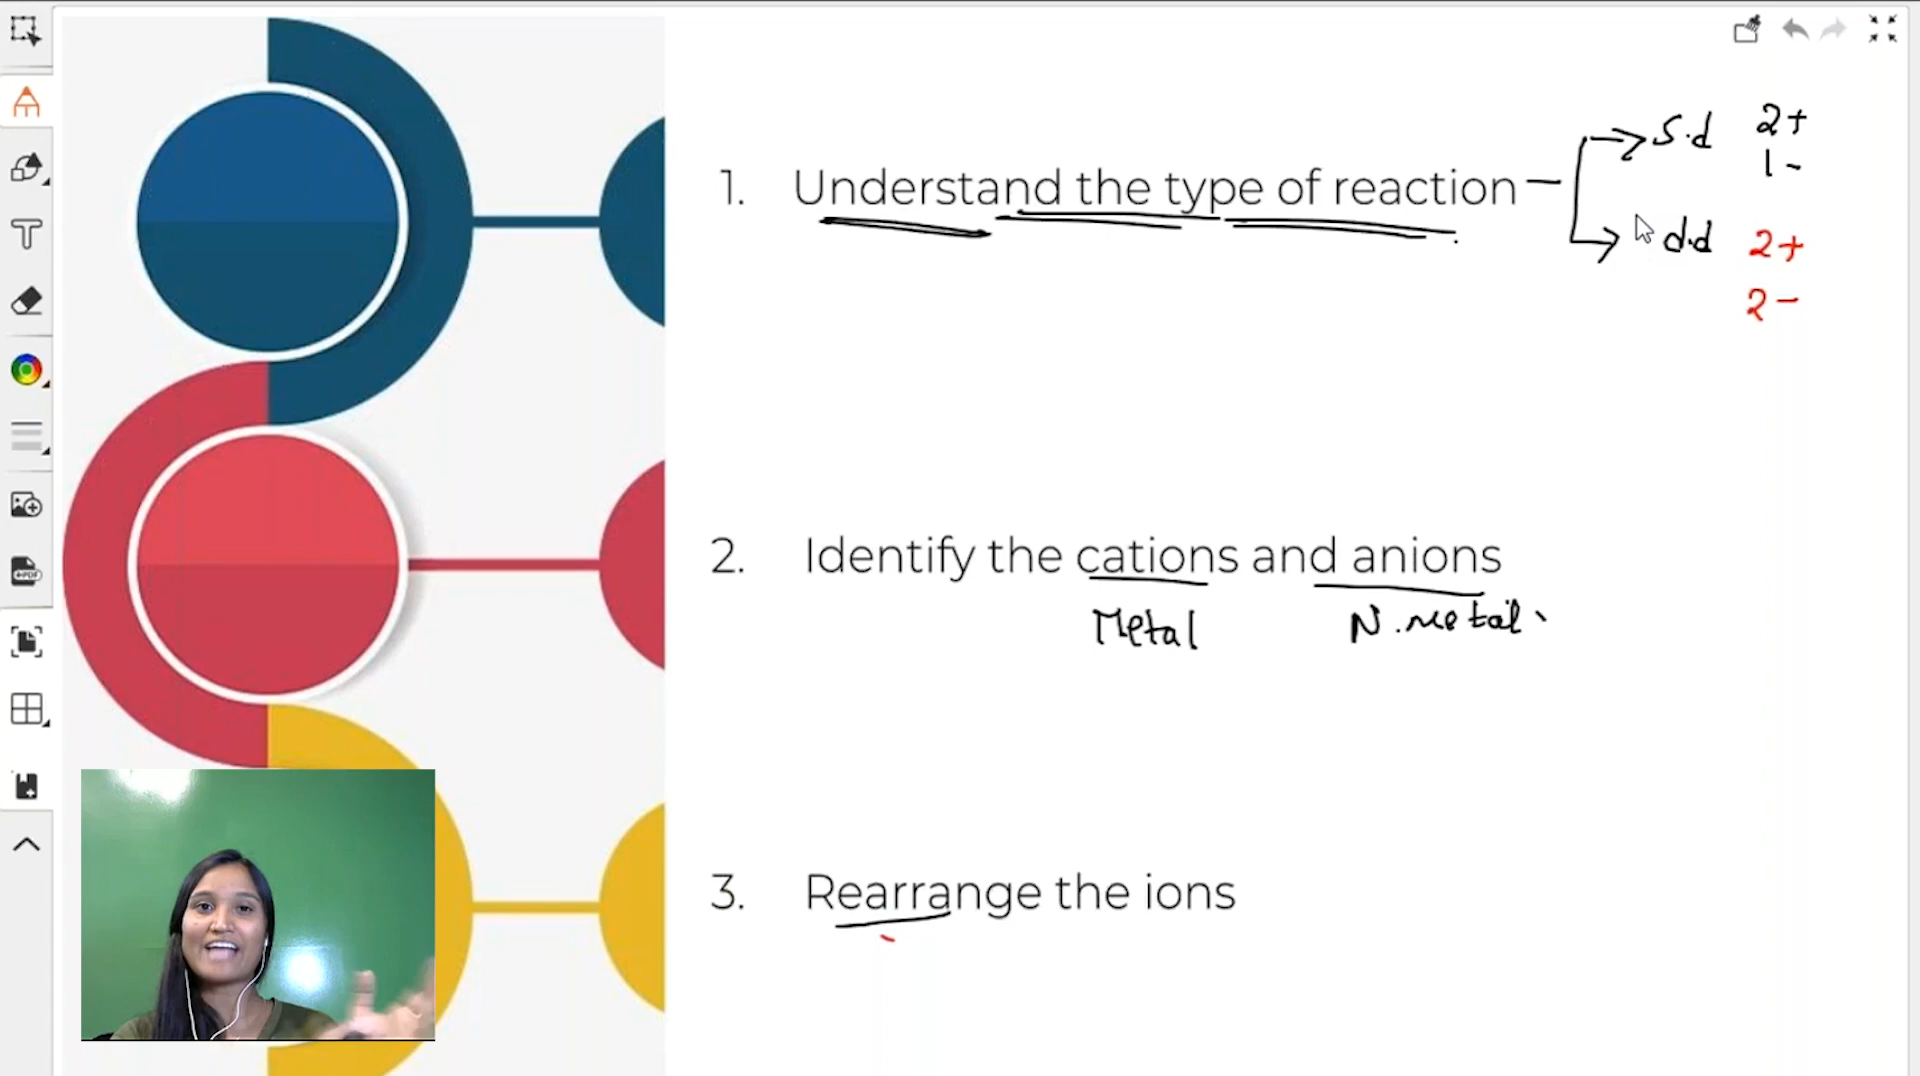 S.d 2+
1 -
1. Understand the type of reaction
d.d 2+
2 -
2. Identify the cations and anions
Metal N.metal
3. Rearrange the ions
T
+PDF